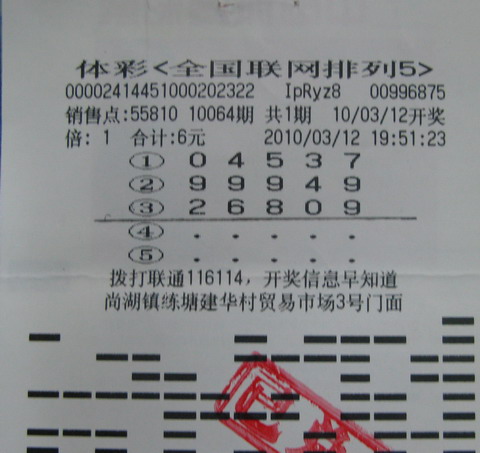 体彩<全国联网排列5>
00002414451000202322 IpRyz8 00996875
销售点:55810 10064期 共1期 10/03/12开奖
倍: 1 合计:6元 2010/03/12 19:51:23
① 0 4 5 3 7
② 9 9 9 4 9
③ 2 6 8 0 9
④ . . . . .
⑤ . . . . .
拨打联通116114，开奖信息早知道
尚湖镇练塘建华村贸易市场3号门面
已